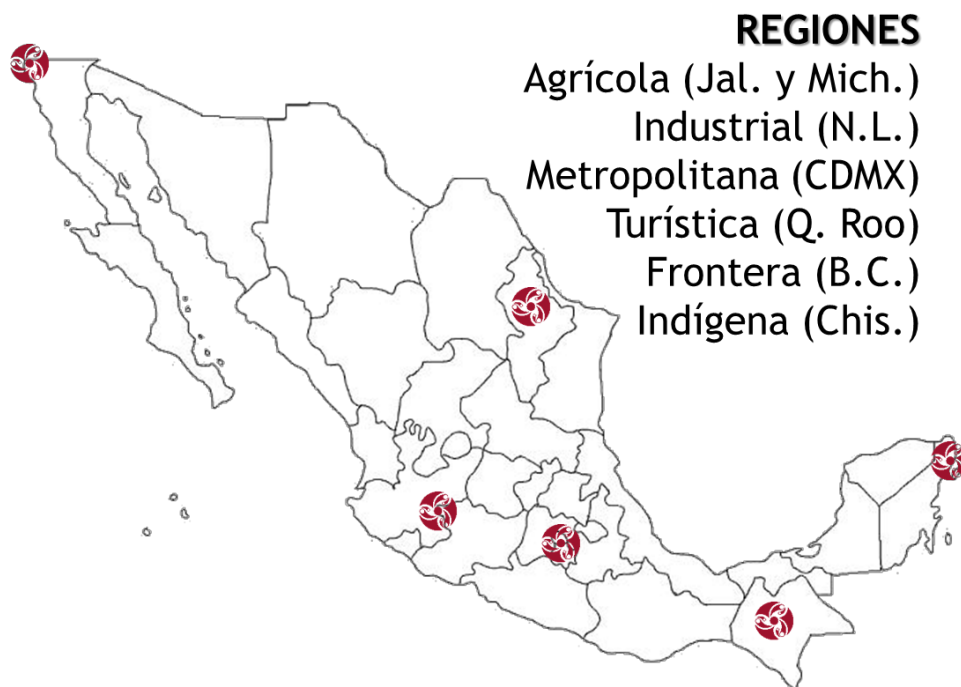 REGIONES
Agrícola (Jal. y Mich.)
Industrial (N.L.)
Metropolitana (CDMX)
Turística (Q. Roo)
Frontera (B.C.)
Indígena (Chis.)